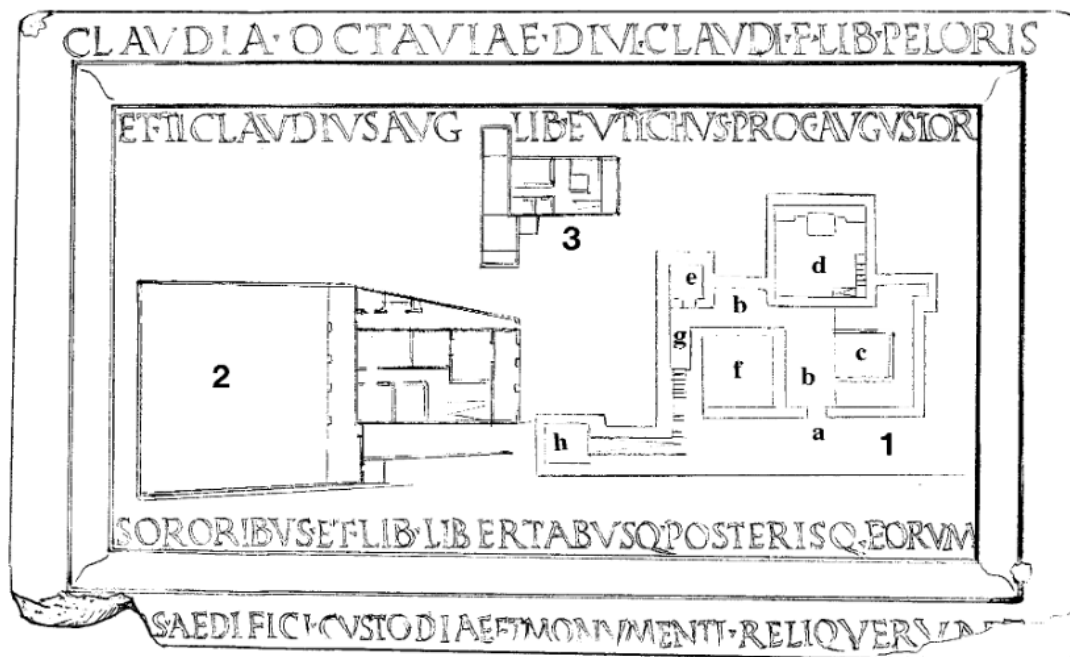 CLAVDIA·OCTAVIAE·DIVI·CLAVDI·F·LIB·PELORIS
ET·TI·CLAVDIVS AVG LIB·EVTICHVS·PROC·AVGVSTOR
3
d
e
b
g
c
2
f
b
a
h
1
SORORIBVS·ET·LIB·LIBERTABVSQ·POSTERISQ·EORVM
S·AEDIFICI·CVSTODIAE·ET·MONVMENTI·